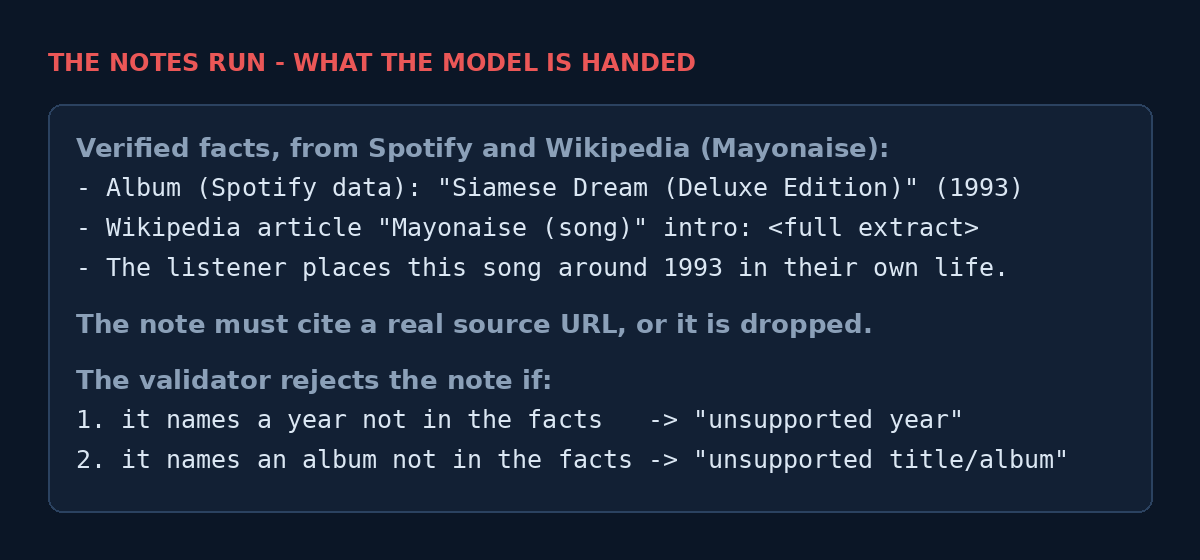 THE NOTES RUN - WHAT THE MODEL IS HANDED
Verified facts, from Spotify and Wikipedia (Mayonaise):
- Album (Spotify data): "Siamese Dream (Deluxe Edition)" (1993)
- Wikipedia article "Mayonaise (song)" intro: <full extract>
- The listener places this song around 1993 in their own life.
The note must cite a real source URL, or it is dropped.
The validator rejects the note if:
1. it names a year not in the facts   -> "unsupported year"
2. it names an album not in the facts -> "unsupported title/album"